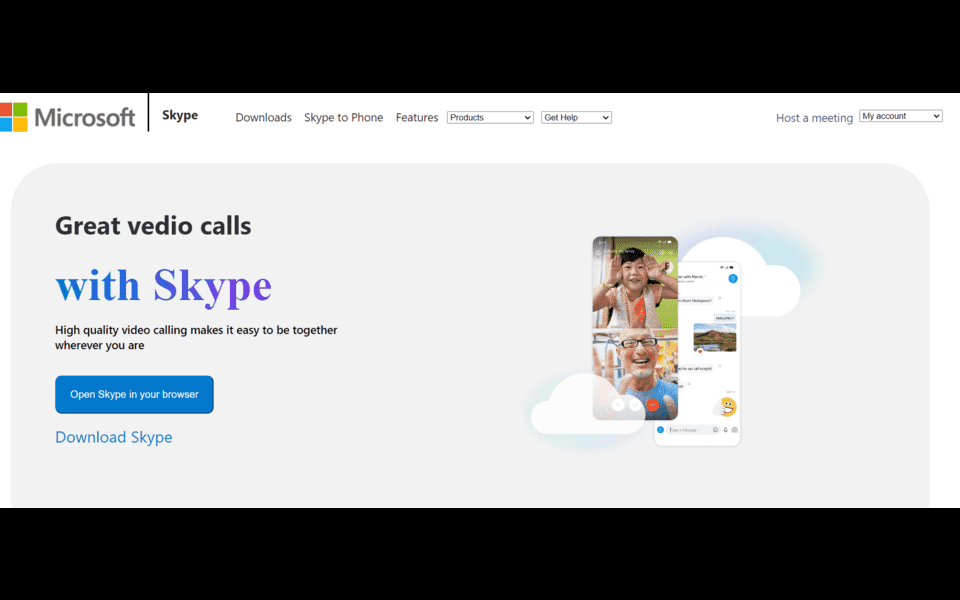 Microsoft
Skype
Downloads
Skype to Phone
Features
Products
Get Help
Host a meeting
My account
Great vedio calls
with Skype
High quality video calling makes it easy to be together
wherever you are
Open Skype in your browser
Download Skype